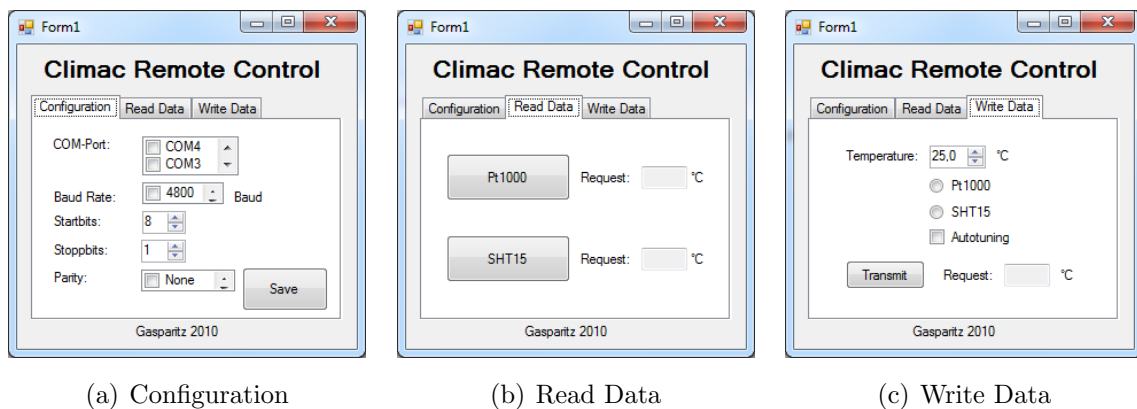 Form1
Climac Remote Control
Configuration Read Data Write Data
COM-Port:
COM4
COM3
Baud Rate: 4800 Baud
Startbits: 8
Stoppbits: 1
Parity: None
Save
Gasparitz 2010
(a) Configuration
Form1
Climac Remote Control
Configuration Read Data Write Data
Pt1000 Request: °C
SHT15 Request: °C
Gasparitz 2010
(b) Read Data
Form1
Climac Remote Control
Configuration Read Data Write Data
Temperature: 25,0 °C
Pt1000
SHT15
Autotuning
Transmit Request: °C
Gasparitz 2010
(c) Write Data